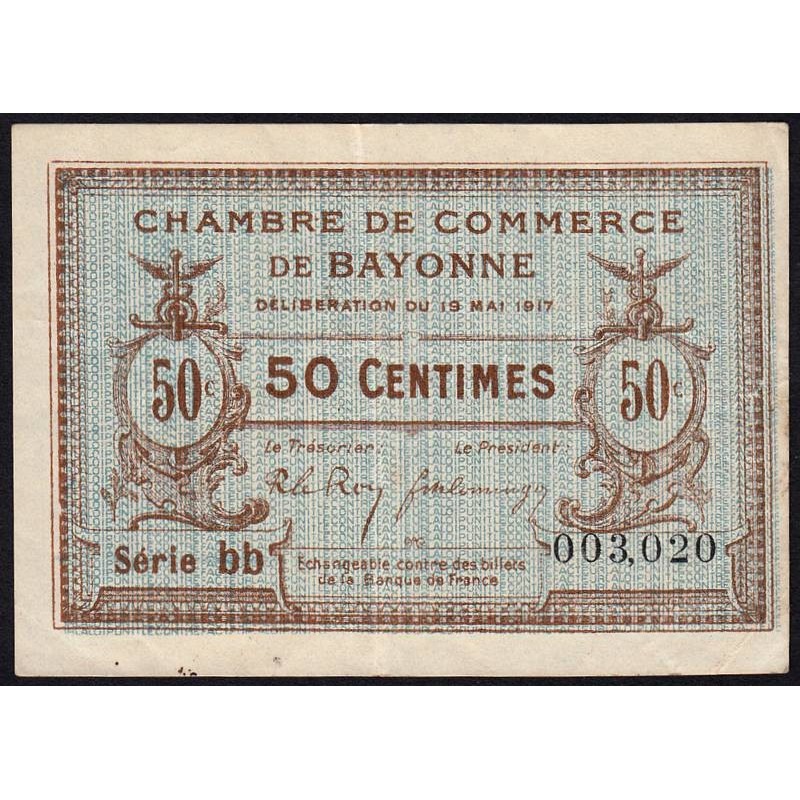 CHAMBRE DE COMMERCE
DE BAYONNE
DÉLIBÉRATION DU 19 MAI 1917
50c 50 CENTIMES 50c
Le Trésorier: Le Président:
Série bb 003,020
Echangeable contre des billets
de la Banque de France